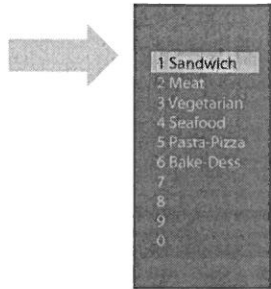 1 Sandwich
2 Meat
3 Vegetarian
4 Seafood
5 Pasta-Pizza
6 Bake-Dess.
7
8
9
0